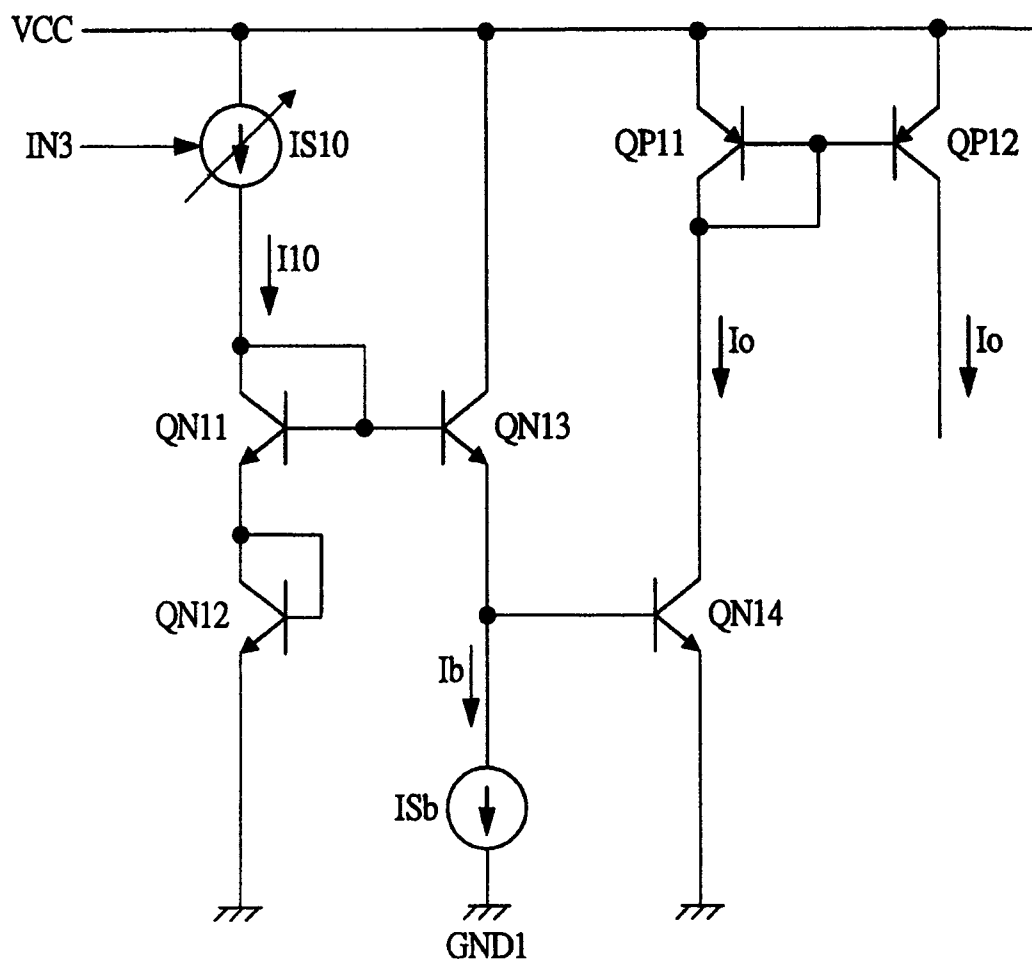 VCC
IN3
IS10
QP11
QP12
I10
Io
Io
QN11
QN13
QN12
QN14
Ib
ISb
GND1